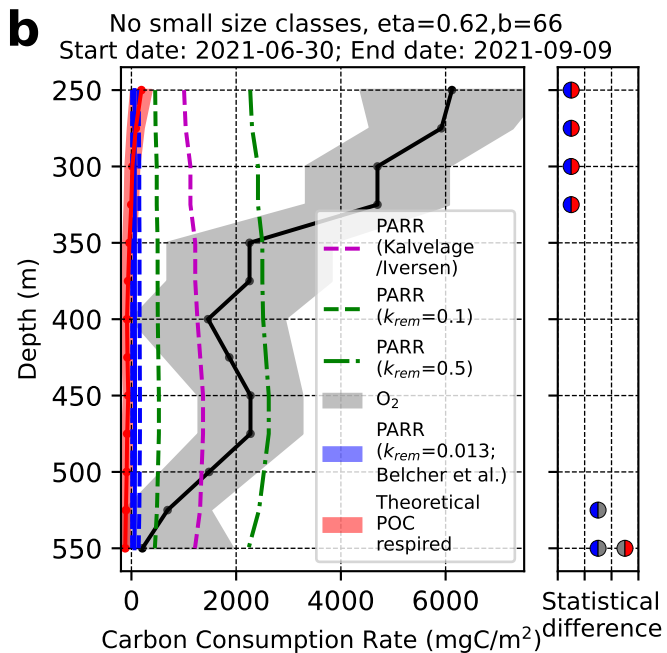 b
No small size classes, eta=0.62,b=66
Start date: 2021-06-30; End date: 2021-09-09
250
300
350
400
450
500
550
Depth (m)
PARR
(Kalvelage
/Iversen)
PARR
(k_rem=0.1)
PARR
(k_rem=0.5)
O₂
PARR
(k_rem=0.013;
Belcher et al.)
Theoretical
POC
respired
0 2000 4000 6000
Carbon Consumption Rate (mgC/m²)
Statistical
difference